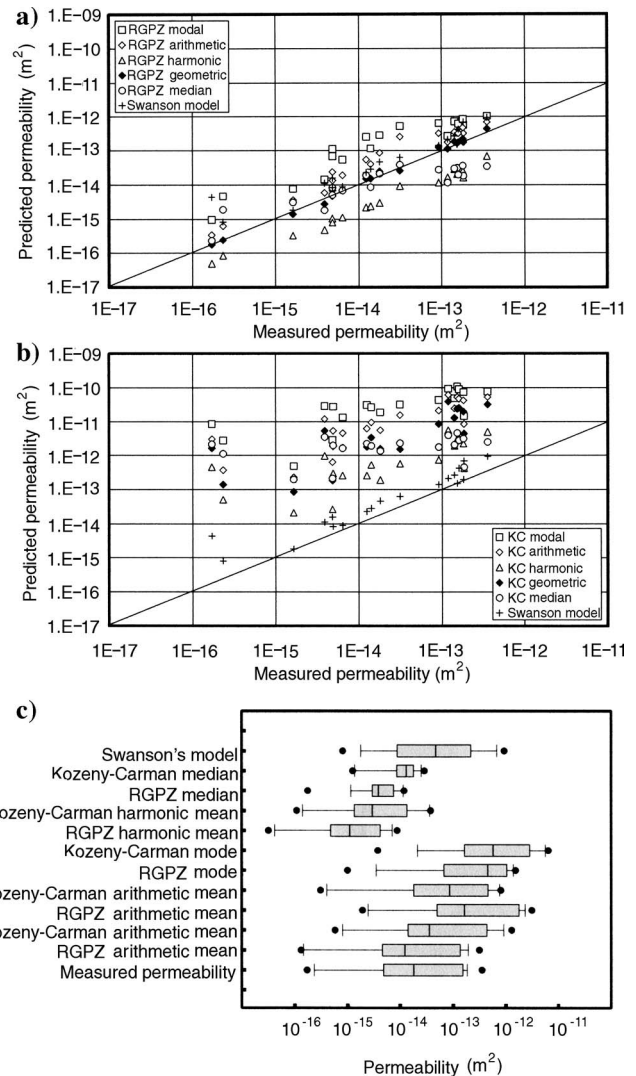 a)
1.E−09
1.E−10
1.E−11
1.E−12
1.E−13
1.E−14
1.E−15
1.E−16
1.E−17
Predicted permeability (m²)
RGPZ modal
RGPZ arithmetic
RGPZ harmonic
RGPZ geometric
RGPZ median
Swanson model
1E−17 1E−16 1E−15 1E−14 1E−13 1E−12 1E−11
Measured permeability (m²)
b)
1.E−09
1.E−10
1.E−11
1.E−12
1.E−13
1.E−14
1.E−15
1.E−16
1.E−17
Predicted permeability (m²)
KC modal
KC arithmetic
KC harmonic
KC geometric
KC median
Swanson model
1E−17 1E−16 1E−15 1E−14 1E−13 1E−12 1E−11
Measured permeability (m²)
c)
Swanson's model
Kozeny-Carman median
RGPZ median
ozeny-Carman harmonic mean
RGPZ harmonic mean
Kozeny-Carman mode
RGPZ mode
ozeny-Carman arithmetic mean
RGPZ arithmetic mean
ozeny-Carman arithmetic mean
RGPZ arithmetic mean
Measured permeability
10⁻¹⁶ 10⁻¹⁵ 10⁻¹⁴ 10⁻¹³ 10⁻¹² 10⁻¹¹
Permeability (m²)